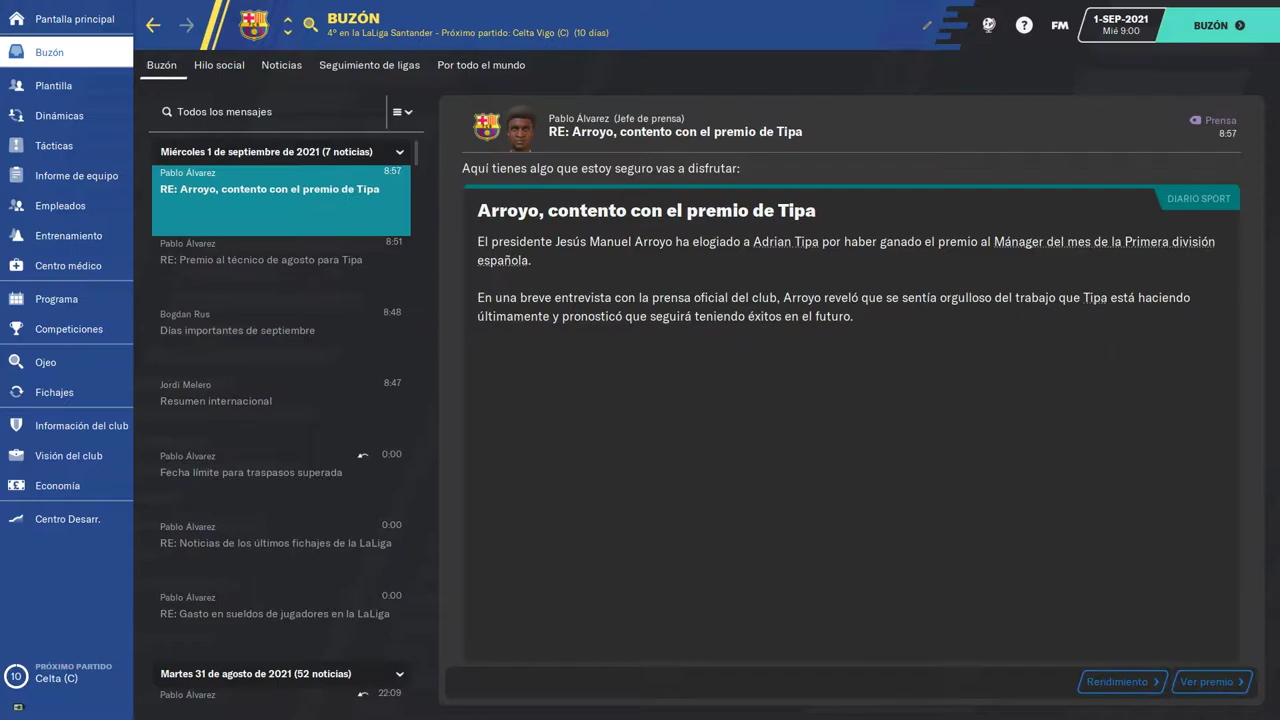 Pantalla principal
Buzón
Plantilla
Dinámicas
Tácticas
Informe de equipo
Empleados
Entrenamiento
Centro médico
Programa
Competiciones
Ojeo
Fichajes
Información del club
Visión del club
Economía
Centro Desarr.
10
PRÓXIMO PARTIDO
Celta (C)
BUZÓN
4º en la LaLiga Santander - Próximo partido: Celta Vigo (C) (10 días)
?
FM
1-SEP-2021
Mié 9:00
BUZÓN
Buzón
Hilo social
Noticias
Seguimiento de ligas
Por todo el mundo
Todos los mensajes
Miércoles 1 de septiembre de 2021 (7 noticias)
Pablo Álvarez 8:57
RE: Arroyo, contento con el premio de Tipa
Pablo Álvarez 8:51
RE: Premio al técnico de agosto para Tipa
Bogdan Rus 8:48
Días importantes de septiembre
Jordi Melero 8:47
Resumen internacional
Pablo Álvarez 0:00
Fecha límite para traspasos superada
Pablo Álvarez 0:00
RE: Noticias de los últimos fichajes de la LaLiga
Pablo Álvarez 0:00
RE: Gasto en sueldos de jugadores en la LaLiga
Martes 31 de agosto de 2021 (52 noticias)
Pablo Álvarez 22:09
Pablo Álvarez (Jefe de prensa)
RE: Arroyo, contento con el premio de Tipa
Prensa
8:57
Aquí tienes algo que estoy seguro vas a disfrutar:
DIARIO SPORT
Arroyo, contento con el premio de Tipa
El presidente Jesús Manuel Arroyo ha elogiado a Adrian Tipa por haber ganado el premio al Mánager del mes de la Primera división
española.
En una breve entrevista con la prensa oficial del club, Arroyo reveló que se sentía orgulloso del trabajo que Tipa está haciendo
últimamente y pronosticó que seguirá teniendo éxitos en el futuro.
Rendimiento
Ver premio